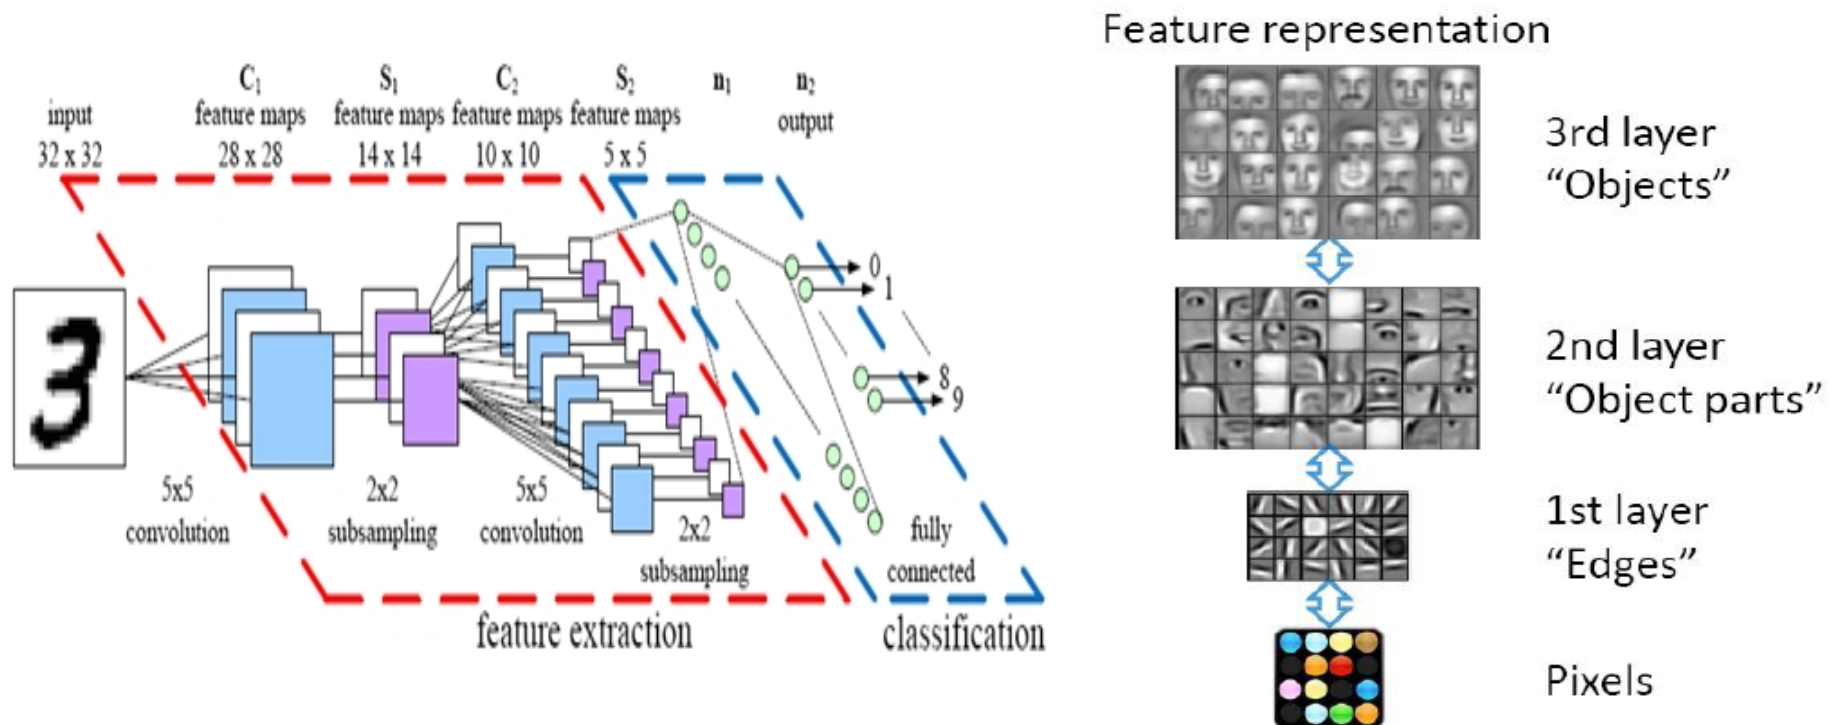 C₁
S₁
C₂
S₂
n₁
n₂
input
feature maps
feature maps
feature maps
feature maps
output
32 x 32
28 x 28
14 x 14
10 x 10
5 x 5
3
0
1
8
9
5x5
convolution
2x2
subsampling
5x5
convolution
2x2
subsampling
fully
connected
feature extraction
classification
Feature representation
3rd layer
“Objects”
2nd layer
“Object parts”
1st layer
“Edges”
Pixels